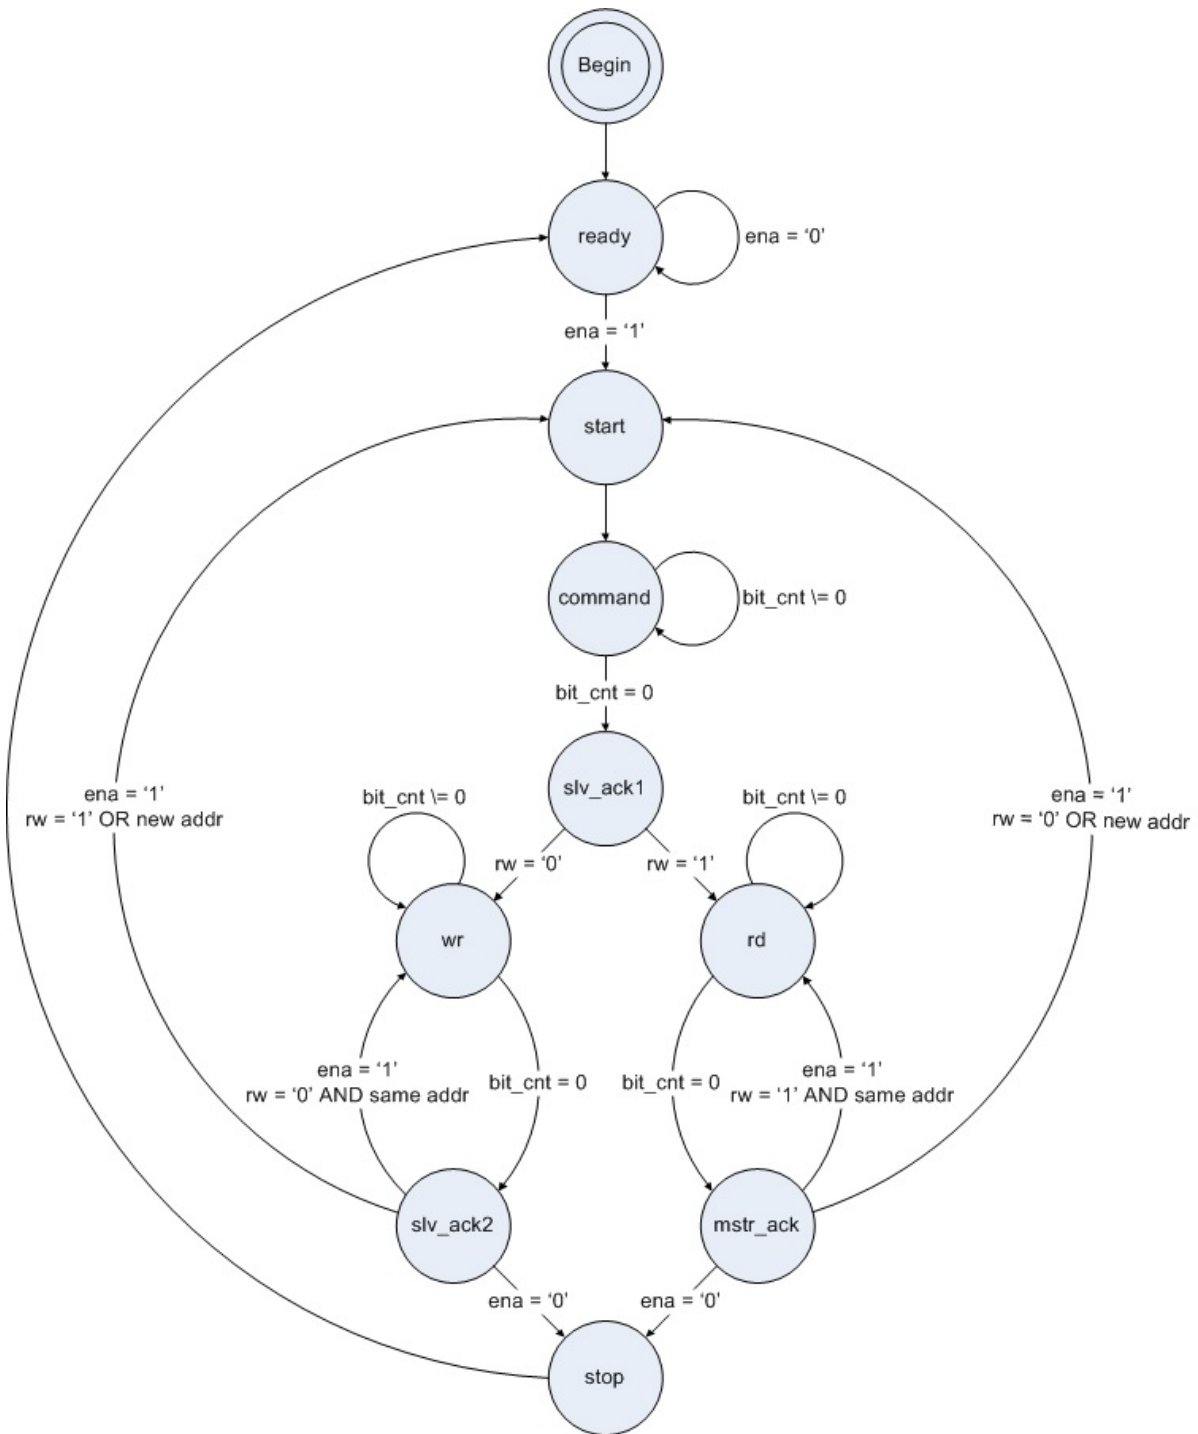 Begin
ready
ena = ‘0’
ena = ‘1’
start
command
bit_cnt \= 0
bit_cnt = 0
slv_ack1
ena = ‘1’
rw = ‘1’ OR new addr
bit_cnt \= 0
bit_cnt \= 0
ena = ‘1’
rw = ‘0’ OR new addr
rw = ‘0’
rw = ‘1’
wr
rd
ena = ‘1’
rw = ‘0’ AND same addr
bit_cnt = 0
bit_cnt = 0
ena = ‘1’
rw = ‘1’ AND same addr
slv_ack2
mstr_ack
ena = ‘0’
ena = ‘0’
stop